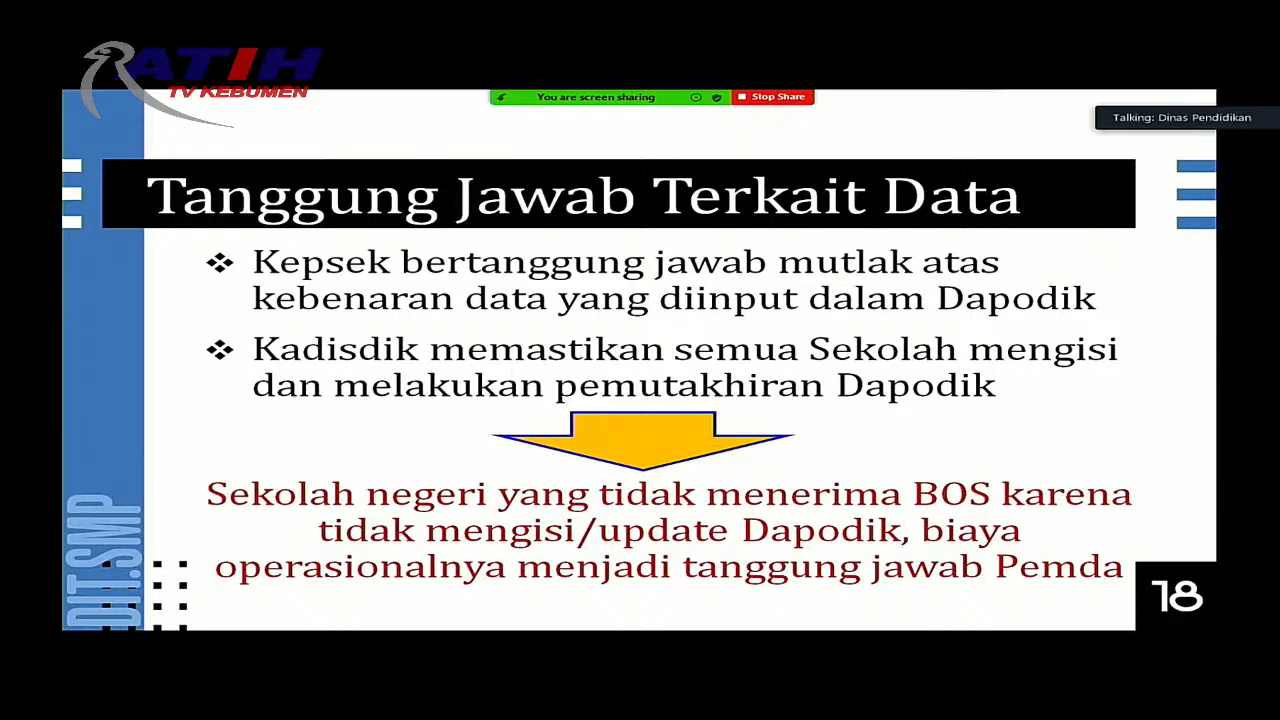 RATIH
TV KEBUMEN
You are screen sharing
Stop Share
Talking: Dinas Pendidikan
Tanggung Jawab Terkait Data
Kepsek bertanggung jawab mutlak atas
kebenaran data yang diinput dalam Dapodik
Kadisdik memastikan semua Sekolah mengisi
dan melakukan pemutakhiran Dapodik
Sekolah negeri yang tidak menerima BOS karena
tidak mengisi/update Dapodik, biaya
operasionalnya menjadi tanggung jawab Pemda
DIT.SMP
18